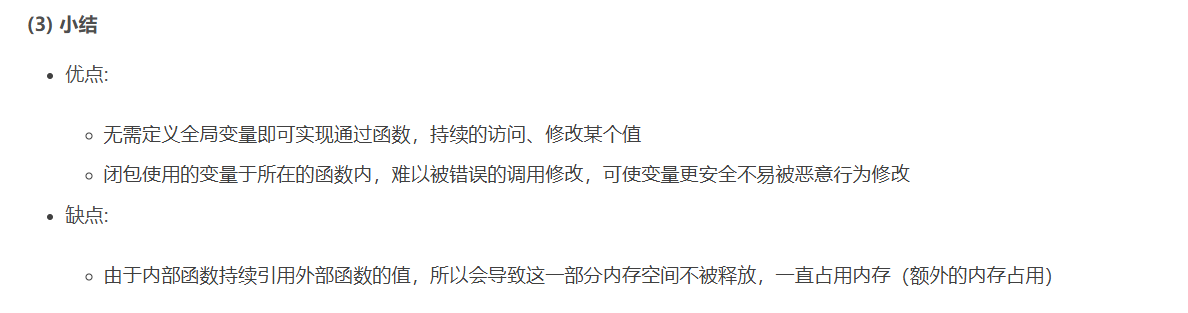 (3) 小结
优点:
无需定义全局变量即可实现通过函数，持续的访问、修改某个值
闭包使用的变量于所在的函数内，难以被错误的调用修改，可使变量更安全不易被恶意行为修改
缺点:
由于内部函数持续引用外部函数的值，所以会导致这一部分内存空间不被释放，一直占用内存（额外的内存占用）